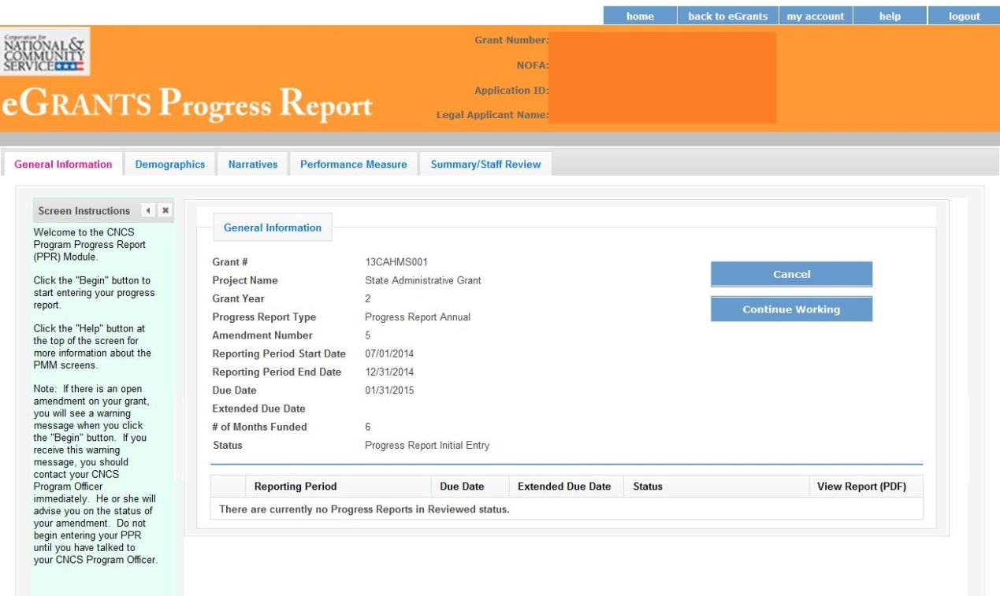 home back to eGrants my account help logout
Corporation for
NATIONAL &
COMMUNITY
SERVICE
eGRANTS Progress Report
Grant Number:
NOFA:
Application ID:
Legal Applicant Name:
General Information Demographics Narratives Performance Measure Summary/Staff Review
Screen Instructions
Welcome to the CNCS
Program Progress Report
(PPR) Module.
Click the "Begin" button to
start entering your progress
report.
Click the "Help" button at
the top of the screen for
more information about the
PMM screens.
Note: If there is an open
amendment on your grant,
you will see a warning
message when you click
the "Begin" button. If you
receive this warning
message, you should
contact your CNCS
Program Officer
immediately. He or she will
advise you on the status of
your amendment. Do not
begin entering your PPR
until you have talked to
your CNCS Program Officer.
General Information
Grant # 13CAHMS001
Project Name State Administrative Grant
Grant Year 2
Progress Report Type Progress Report Annual
Amendment Number 5
Reporting Period Start Date 07/01/2014
Reporting Period End Date 12/31/2014
Due Date 01/31/2015
Extended Due Date
# of Months Funded 6
Status Progress Report Initial Entry
Cancel
Continue Working
Reporting Period Due Date Extended Due Date Status View Report (PDF)
There are currently no Progress Reports in Reviewed status.